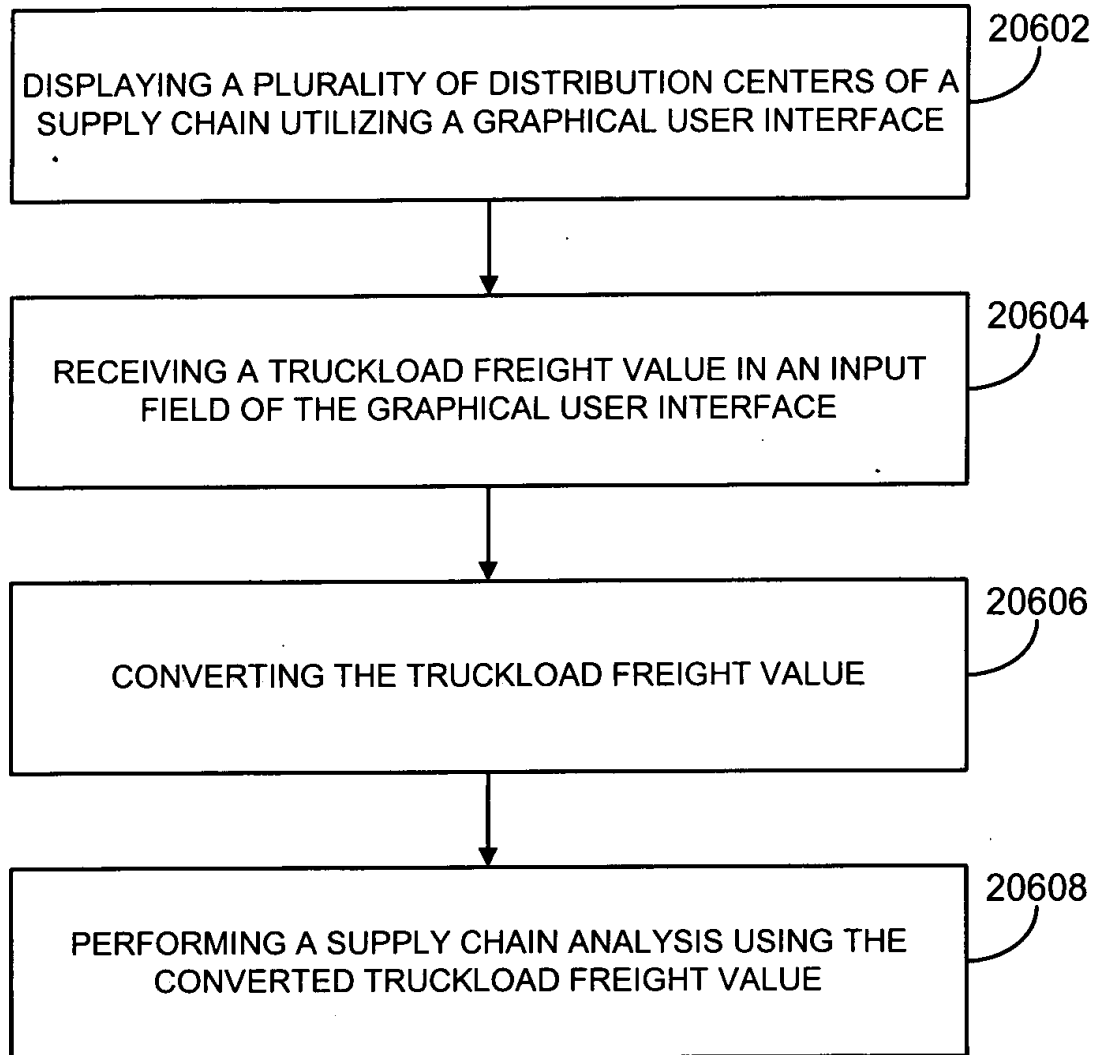 20602
DISPLAYING A PLURALITY OF DISTRIBUTION CENTERS OF A
SUPPLY CHAIN UTILIZING A GRAPHICAL USER INTERFACE
20604
RECEIVING A TRUCKLOAD FREIGHT VALUE IN AN INPUT
FIELD OF THE GRAPHICAL USER INTERFACE
20606
CONVERTING THE TRUCKLOAD FREIGHT VALUE
20608
PERFORMING A SUPPLY CHAIN ANALYSIS USING THE
CONVERTED TRUCKLOAD FREIGHT VALUE